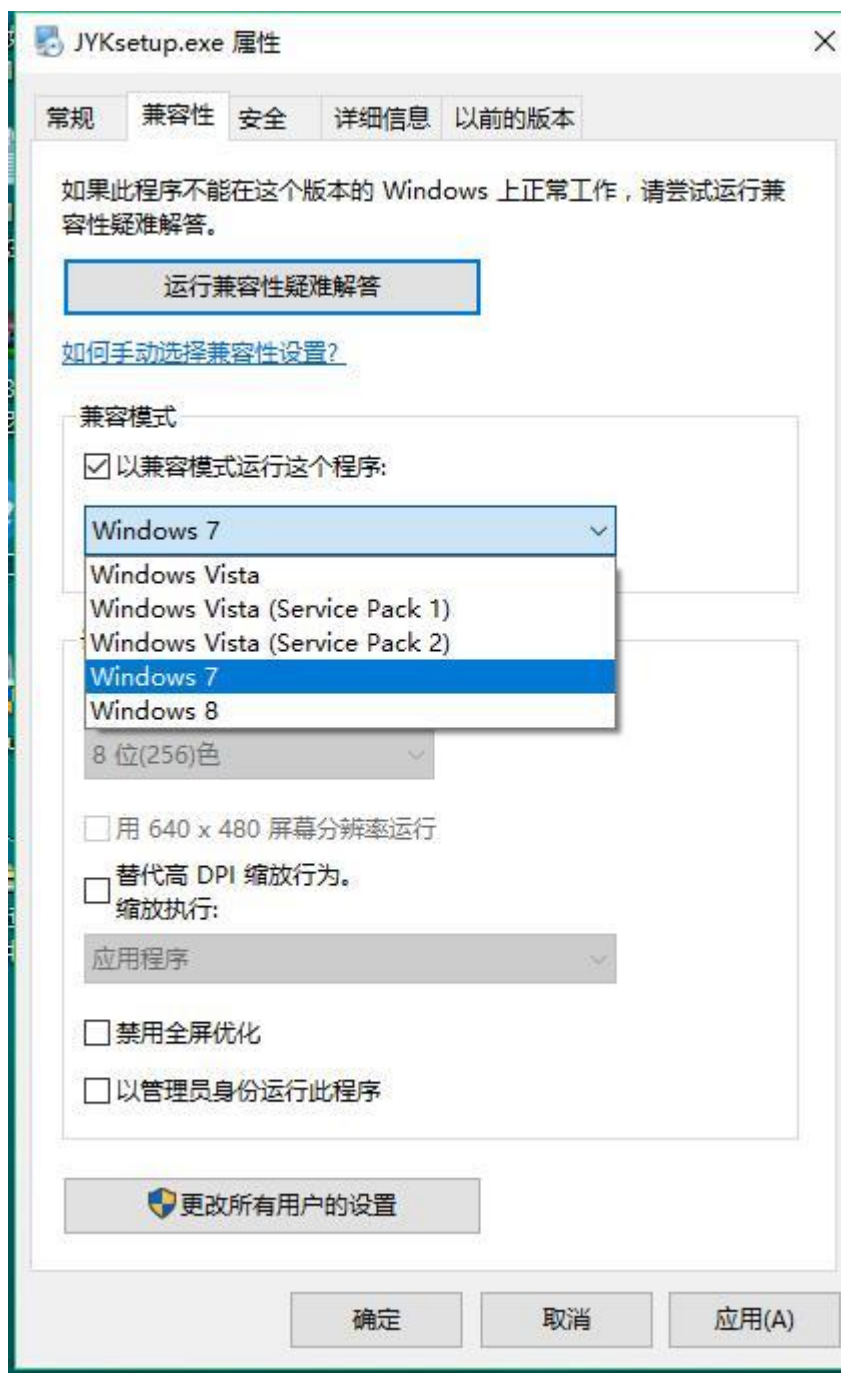 JYKsetup.exe 属性
常规
兼容性
安全
详细信息
以前的版本
如果此程序不能在这个版本的 Windows 上正常工作，请尝试运行兼
容性疑难解答。
运行兼容性疑难解答
如何手动选择兼容性设置?
兼容模式
以兼容模式运行这个程序:
Windows 7
Windows Vista
Windows Vista (Service Pack 1)
Windows Vista (Service Pack 2)
Windows 7
Windows 8
8 位(256)色
用 640 x 480 屏幕分辨率运行
替代高 DPI 缩放行为。
缩放执行:
应用程序
禁用全屏优化
以管理员身份运行此程序
更改所有用户的设置
确定
取消
应用(A)